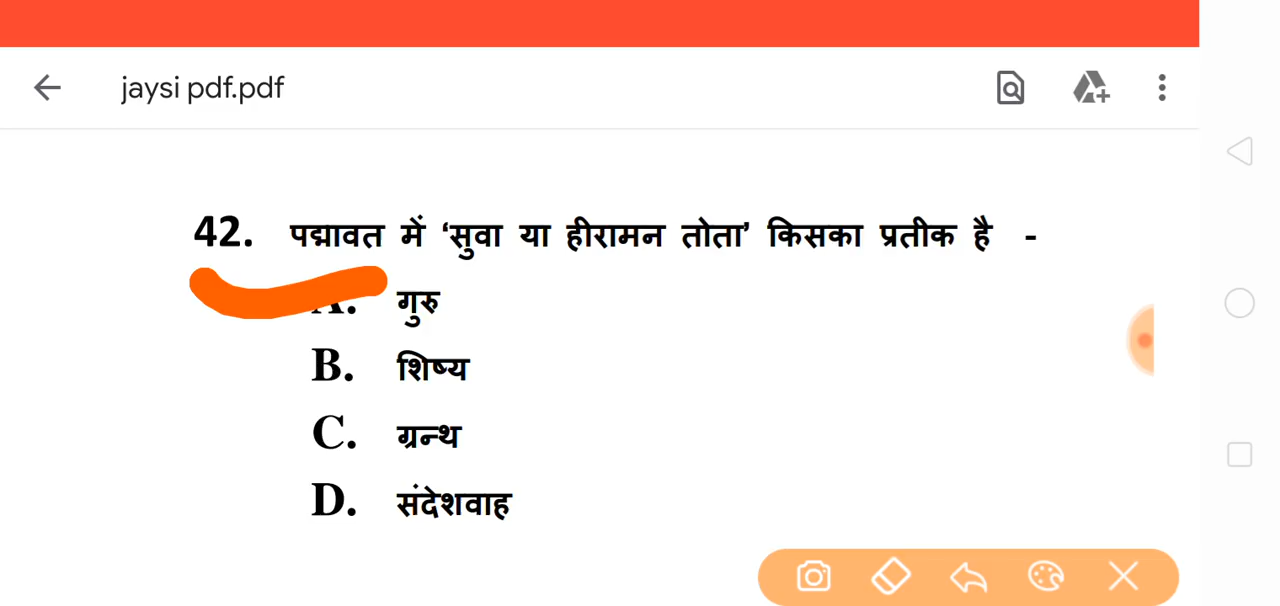 jaysi pdf.pdf
42. पद्मावत में 'सुवा या हीरामन तोता' किसका प्रतीक है -
A. गुरु
B. शिष्य
C. ग्रन्थ
D. संदेशवाह